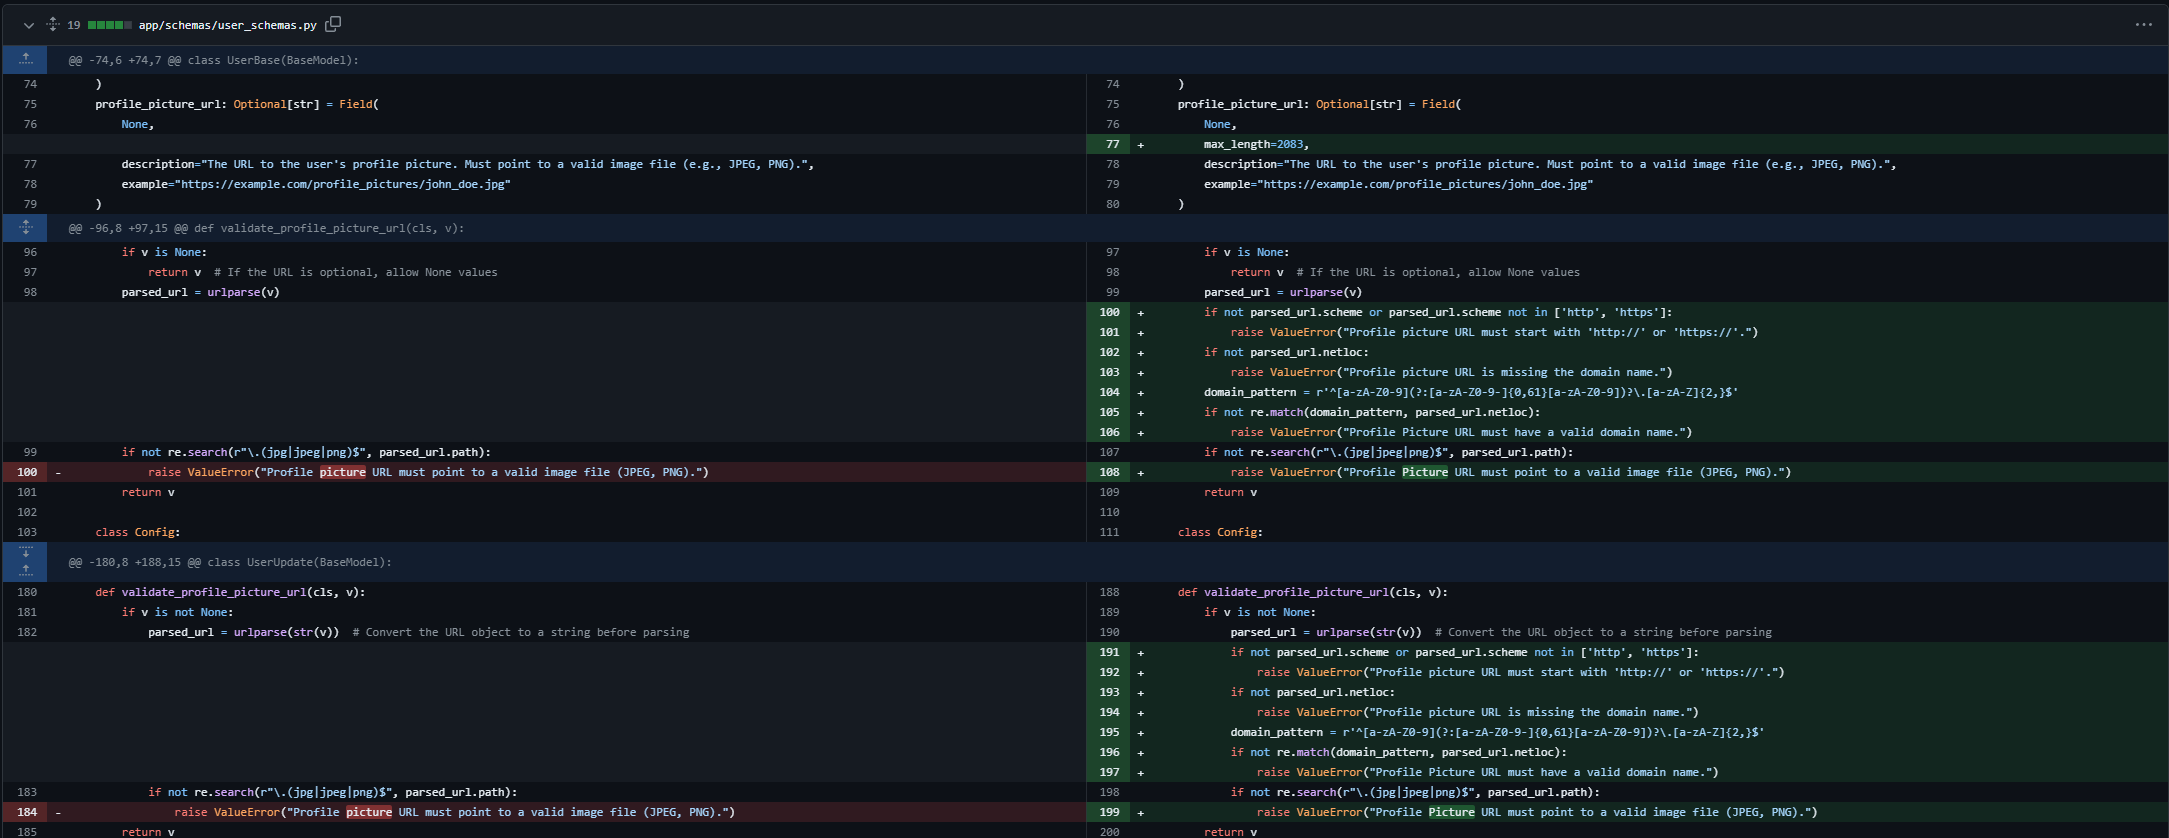 19 app/schemas/user_schemas.py
@@ -74,6 +74,7 @@ class UserBase(BaseModel):
74 )
75 profile_picture_url: Optional[str] = Field(
76 None,
77 description="The URL to the user's profile picture. Must point to a valid image file (e.g., JPEG, PNG).",
78 example="https://example.com/profile_pictures/john_doe.jpg"
79 )
74 )
75 profile_picture_url: Optional[str] = Field(
76 None,
77 + max_length=2083,
78 description="The URL to the user's profile picture. Must point to a valid image file (e.g., JPEG, PNG).",
79 example="https://example.com/profile_pictures/john_doe.jpg"
80 )
@@ -96,8 +97,15 @@ def validate_profile_picture_url(cls, v):
96 if v is None:
97 return v # If the URL is optional, allow None values
98 parsed_url = urlparse(v)
99 if not re.search(r"\.(jpg|jpeg|png)$", parsed_url.path):
100 - raise ValueError("Profile picture URL must point to a valid image file (JPEG, PNG).")
101 return v
102
103 class Config:
97 if v is None:
98 return v # If the URL is optional, allow None values
99 parsed_url = urlparse(v)
100 + if not parsed_url.scheme or parsed_url.scheme not in ['http', 'https']:
101 + raise ValueError("Profile picture URL must start with 'http://' or 'https://'.")
102 + if not parsed_url.netloc:
103 + raise ValueError("Profile picture URL is missing the domain name.")
104 + domain_pattern = r'^[a-zA-Z0-9](?:[a-zA-Z0-9-]{0,61}[a-zA-Z0-9])?\.[a-zA-Z]{2,}$'
105 + if not re.match(domain_pattern, parsed_url.netloc):
106 + raise ValueError("Profile Picture URL must have a valid domain name.")
107 if not re.search(r"\.(jpg|jpeg|png)$", parsed_url.path):
108 + raise ValueError("Profile Picture URL must point to a valid image file (JPEG, PNG).")
109 return v
110
111 class Config:
@@ -180,8 +188,15 @@ class UserUpdate(BaseModel):
180 def validate_profile_picture_url(cls, v):
181 if v is not None:
182 parsed_url = urlparse(str(v)) # Convert the URL object to a string before parsing
183 if not re.search(r"\.(jpg|jpeg|png)$", parsed_url.path):
184 - raise ValueError("Profile picture URL must point to a valid image file (JPEG, PNG).")
185 return v
188 def validate_profile_picture_url(cls, v):
189 if v is not None:
190 parsed_url = urlparse(str(v)) # Convert the URL object to a string before parsing
191 + if not parsed_url.scheme or parsed_url.scheme not in ['http', 'https']:
192 + raise ValueError("Profile picture URL must start with 'http://' or 'https://'.")
193 + if not parsed_url.netloc:
194 + raise ValueError("Profile picture URL is missing the domain name.")
195 + domain_pattern = r'^[a-zA-Z0-9](?:[a-zA-Z0-9-]{0,61}[a-zA-Z0-9])?\.[a-zA-Z]{2,}$'
196 + if not re.match(domain_pattern, parsed_url.netloc):
197 + raise ValueError("Profile Picture URL must have a valid domain name.")
198 if not re.search(r"\.(jpg|jpeg|png)$", parsed_url.path):
199 + raise ValueError("Profile Picture URL must point to a valid image file (JPEG, PNG).")
200 return v